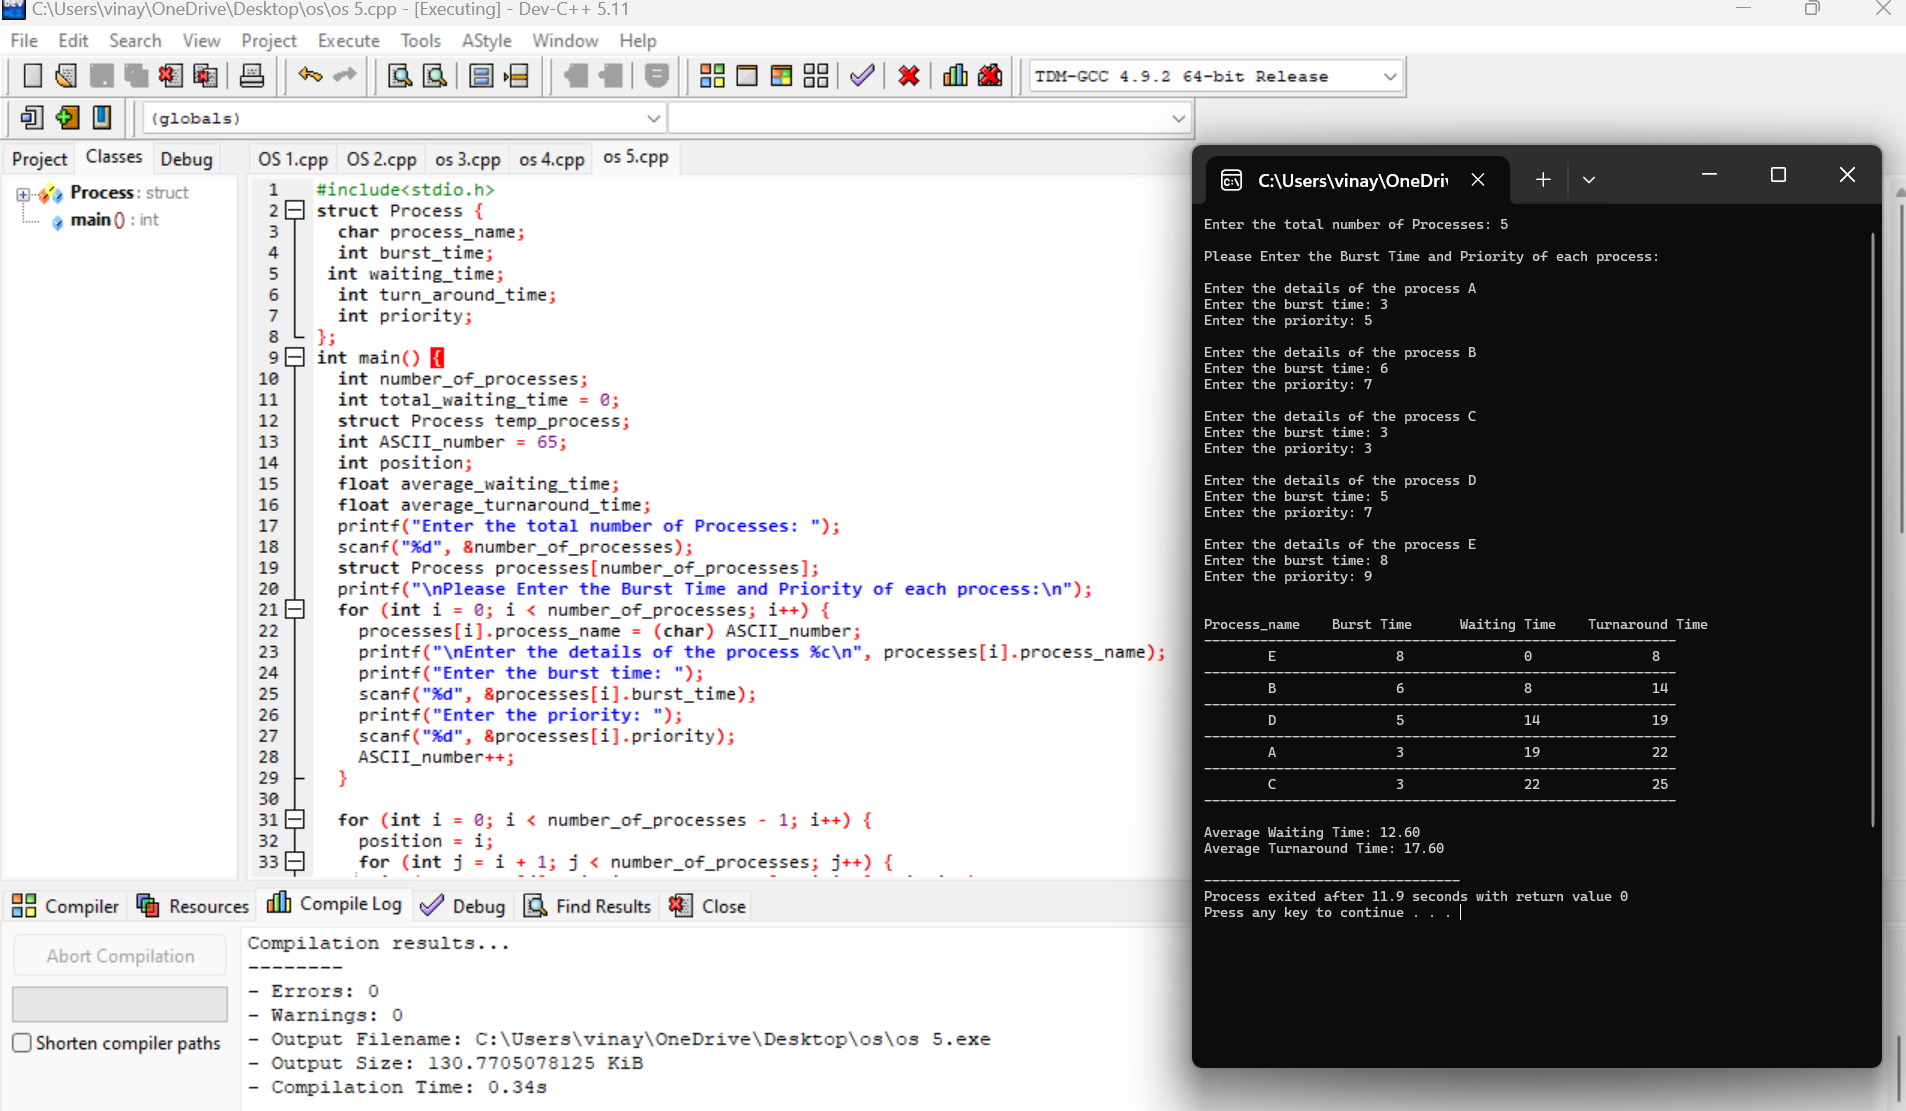 C:\Users\vinay\OneDrive\Desktop\os\os 5.cpp - [Executing] - Dev-C++ 5.11
File Edit Search View Project Execute Tools AStyle Window Help
TDM-GCC 4.9.2 64-bit Release
(globals)
Project Classes Debug
OS 1.cpp OS 2.cpp os 3.cpp os 4.cpp os 5.cpp
Process : struct
main () : int
1 #include<stdio.h>
2 struct Process {
3 char process_name;
4 int burst_time;
5 int waiting_time;
6 int turn_around_time;
7 int priority;
8 };
9 int main() {
10 int number_of_processes;
11 int total_waiting_time = 0;
12 struct Process temp_process;
13 int ASCII_number = 65;
14 int position;
15 float average_waiting_time;
16 float average_turnaround_time;
17 printf("Enter the total number of Processes: ");
18 scanf("%d", &number_of_processes);
19 struct Process processes[number_of_processes];
20 printf("\nPlease Enter the Burst Time and Priority of each process:\n");
21 for (int i = 0; i < number_of_processes; i++) {
22 processes[i].process_name = (char) ASCII_number;
23 printf("\nEnter the details of the process %c\n", processes[i].process_name);
24 printf("Enter the burst time: ");
25 scanf("%d", &processes[i].burst_time);
26 printf("Enter the priority: ");
27 scanf("%d", &processes[i].priority);
28 ASCII_number++;
29 }
30
31 for (int i = 0; i < number_of_processes - 1; i++) {
32 position = i;
33 for (int j = i + 1; j < number_of_processes; j++) {
Compiler Resources Compile Log Debug Find Results Close
Abort Compilation
Shorten compiler paths
Compilation results...
--------
- Errors: 0
- Warnings: 0
- Output Filename: C:\Users\vinay\OneDrive\Desktop\os\os 5.exe
- Output Size: 130.7705078125 KiB
- Compilation Time: 0.34s
C:\Users\vinay\OneDri
Enter the total number of Processes: 5
Please Enter the Burst Time and Priority of each process:
Enter the details of the process A
Enter the burst time: 3
Enter the priority: 5
Enter the details of the process B
Enter the burst time: 6
Enter the priority: 7
Enter the details of the process C
Enter the burst time: 3
Enter the priority: 3
Enter the details of the process D
Enter the burst time: 5
Enter the priority: 7
Enter the details of the process E
Enter the burst time: 8
Enter the priority: 9
Process_name Burst Time Waiting Time Turnaround Time
E 8 0 8
B 6 8 14
D 5 14 19
A 3 19 22
C 3 22 25
Average Waiting Time: 12.60
Average Turnaround Time: 17.60
--------------------------------
Process exited after 11.9 seconds with return value 0
Press any key to continue . . .